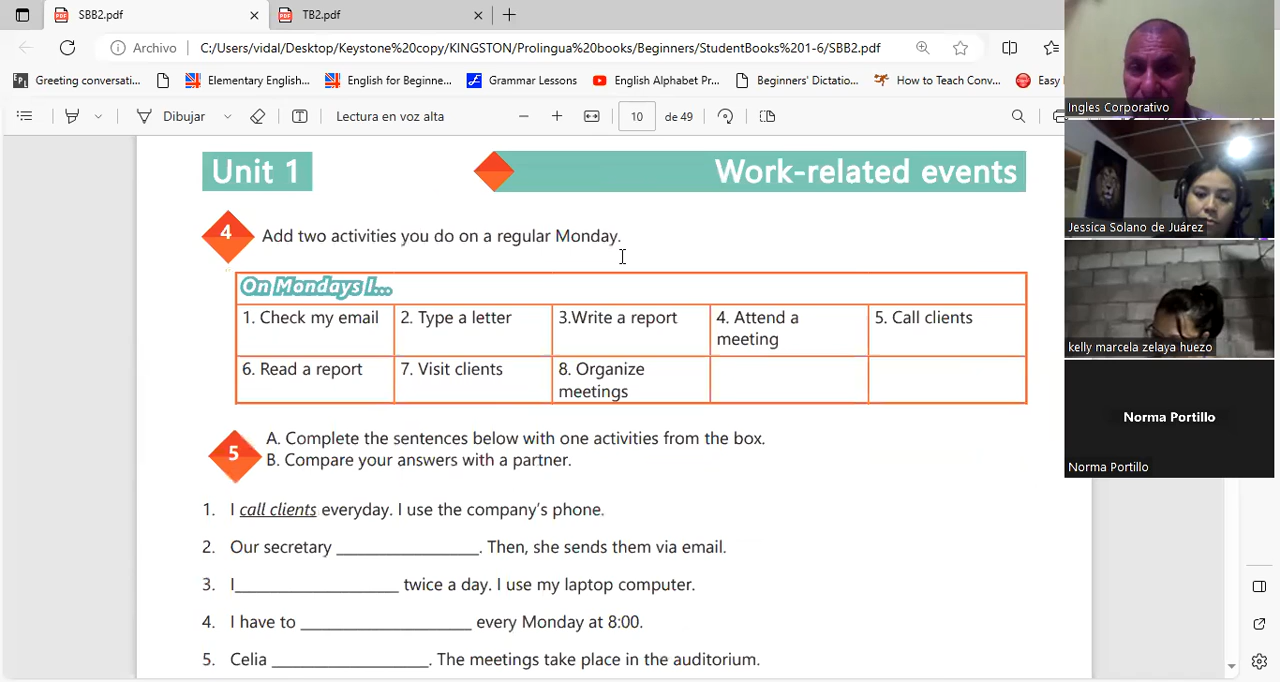 SBB2.pdf
TB2.pdf
Archivo
C:/Users/vidal/Desktop/Keystone%20copy/KINGSTON/Prolingua%20books/Beginners/StudentBooks%201-6/SBB2.pdf
Greeting conversati...
Elementary English...
English for Beginne...
Grammar Lessons
English Alphabet Pr...
Beginners' Dictatio...
How to Teach Conv...
Easy
Dibujar
Lectura en voz alta
10
de 49
Unit 1
Work-related events
4
Add two activities you do on a regular Monday.
On Mondays I...
1. Check my email
2. Type a letter
3.Write a report
4. Attend a
meeting
5. Call clients
6. Read a report
7. Visit clients
8. Organize
meetings
5
A. Complete the sentences below with one activities from the box.
B. Compare your answers with a partner.
1. I call clients everyday. I use the company's phone.
2. Our secretary ________________. Then, she sends them via email.
3. I___________________ twice a day. I use my laptop computer.
4. I have to ____________________ every Monday at 8:00.
5. Celia __________________. The meetings take place in the auditorium.
Ingles Corporativo
Jessica Solano de Juárez
kelly marcela zelaya huezo
Norma Portillo
Norma Portillo